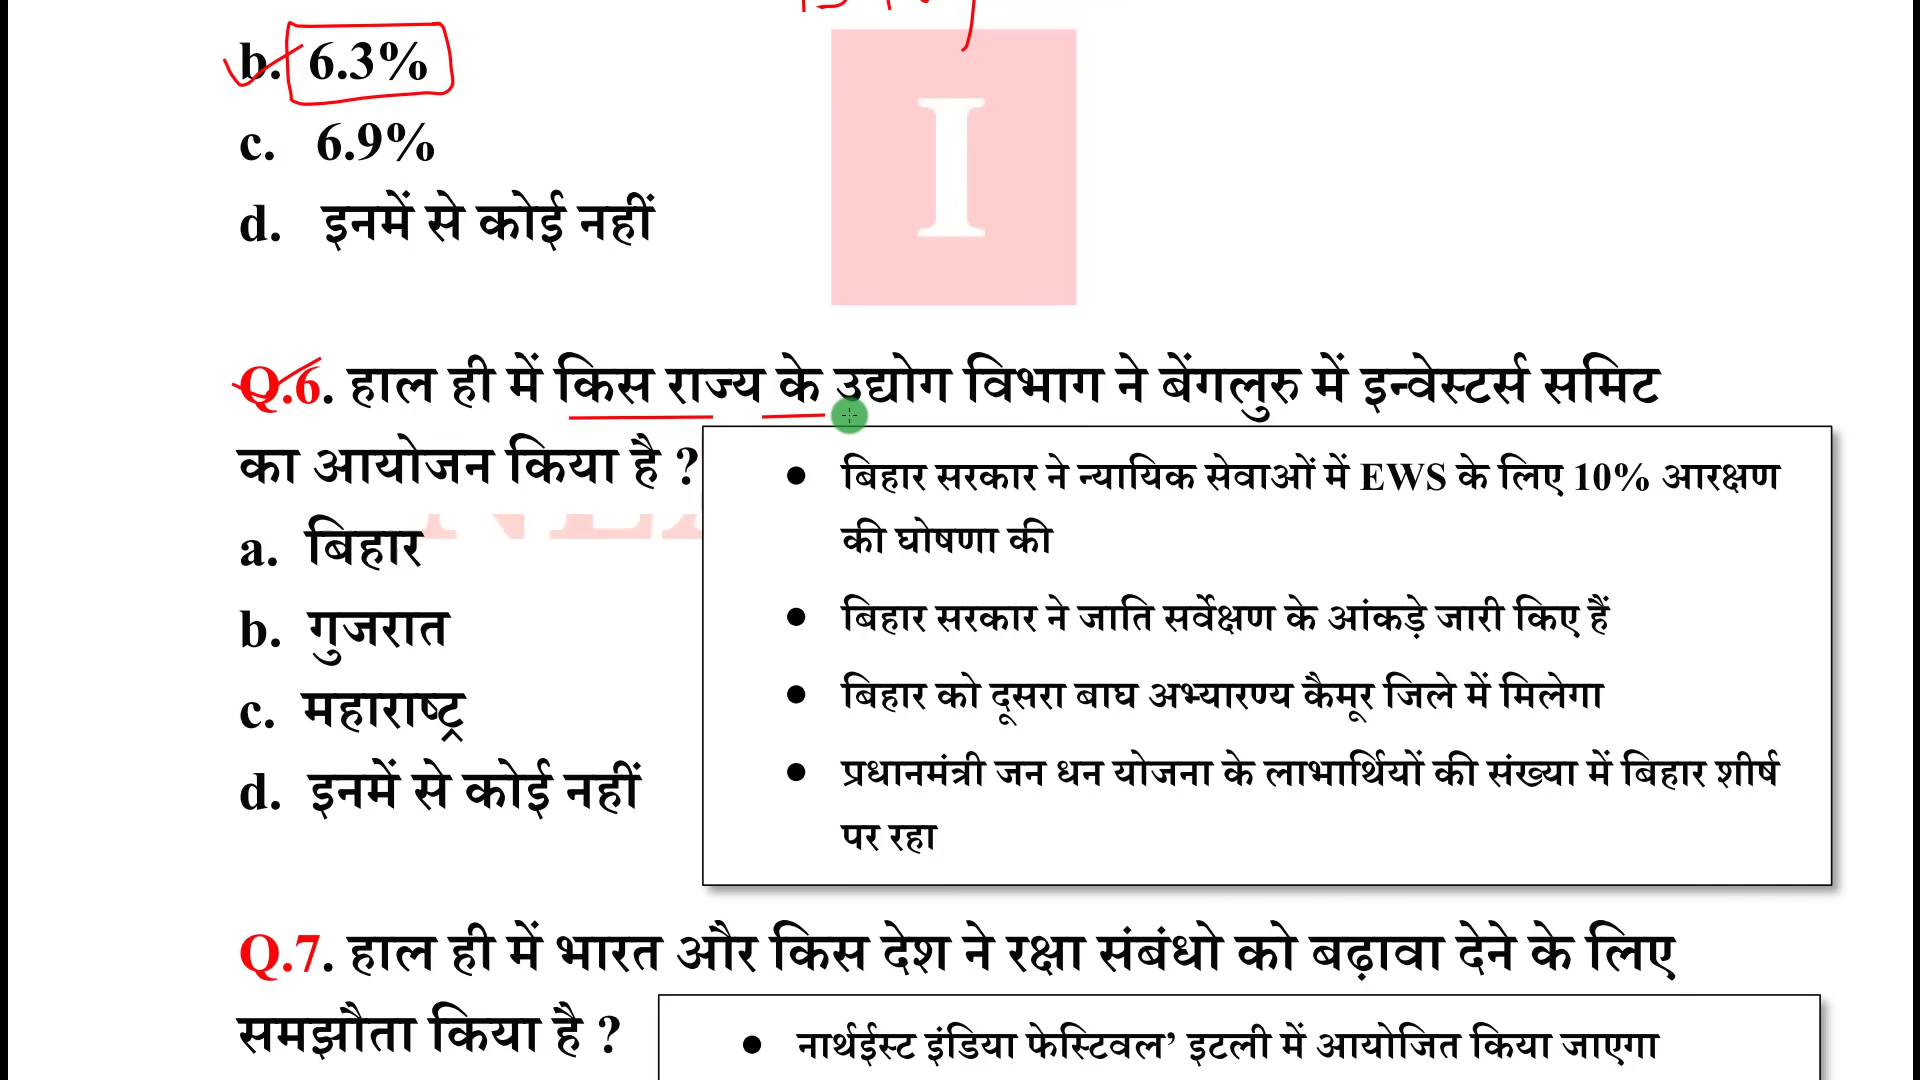 b. 6.3%
c. 6.9%
d. इनमें से कोई नहीं
I
Q.6. हाल ही में किस राज्य के उद्योग विभाग ने बेंगलुरु में इन्वेस्टर्स समिट
का आयोजन किया है ?
a. बिहार
b. गुजरात
c. महाराष्ट्र
d. इनमें से कोई नहीं
● बिहार सरकार ने न्यायिक सेवाओं में EWS के लिए 10% आरक्षण
की घोषणा की
● बिहार सरकार ने जाति सर्वेक्षण के आंकड़े जारी किए हैं
● बिहार को दूसरा बाघ अभ्यारण्य कैमूर जिले में मिलेगा
● प्रधानमंत्री जन धन योजना के लाभार्थियों की संख्या में बिहार शीर्ष
पर रहा
Q.7. हाल ही में भारत और किस देश ने रक्षा संबंधो को बढ़ावा देने के लिए
समझौता किया है ?
● नार्थईस्ट इंडिया फेस्टिवल’ इटली में आयोजित किया जाएगा